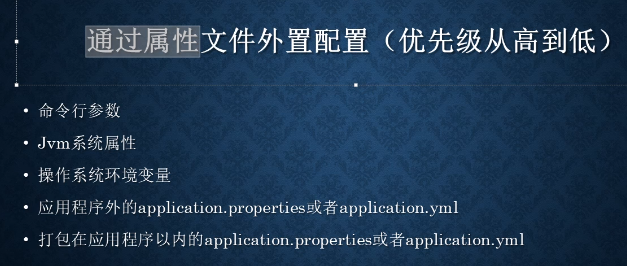 通过属性文件外置配置（优先级从高到低）
• 命令行参数
• Jvm系统属性
• 操作系统环境变量
• 应用程序外的application.properties或者application.yml
• 打包在应用程序以内的application.properties或者application.yml